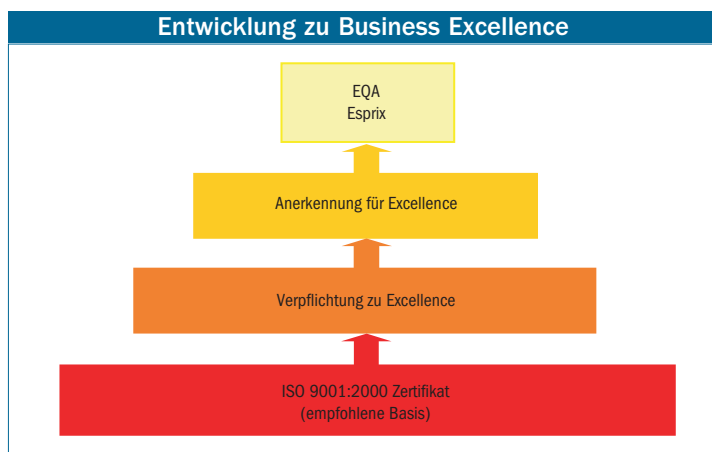 Entwicklung zu Business Excellence
EQA
Esprix
Anerkennung für Excellence
Verpflichtung zu Excellence
ISO 9001:2000 Zertifikat
(empfohlene Basis)